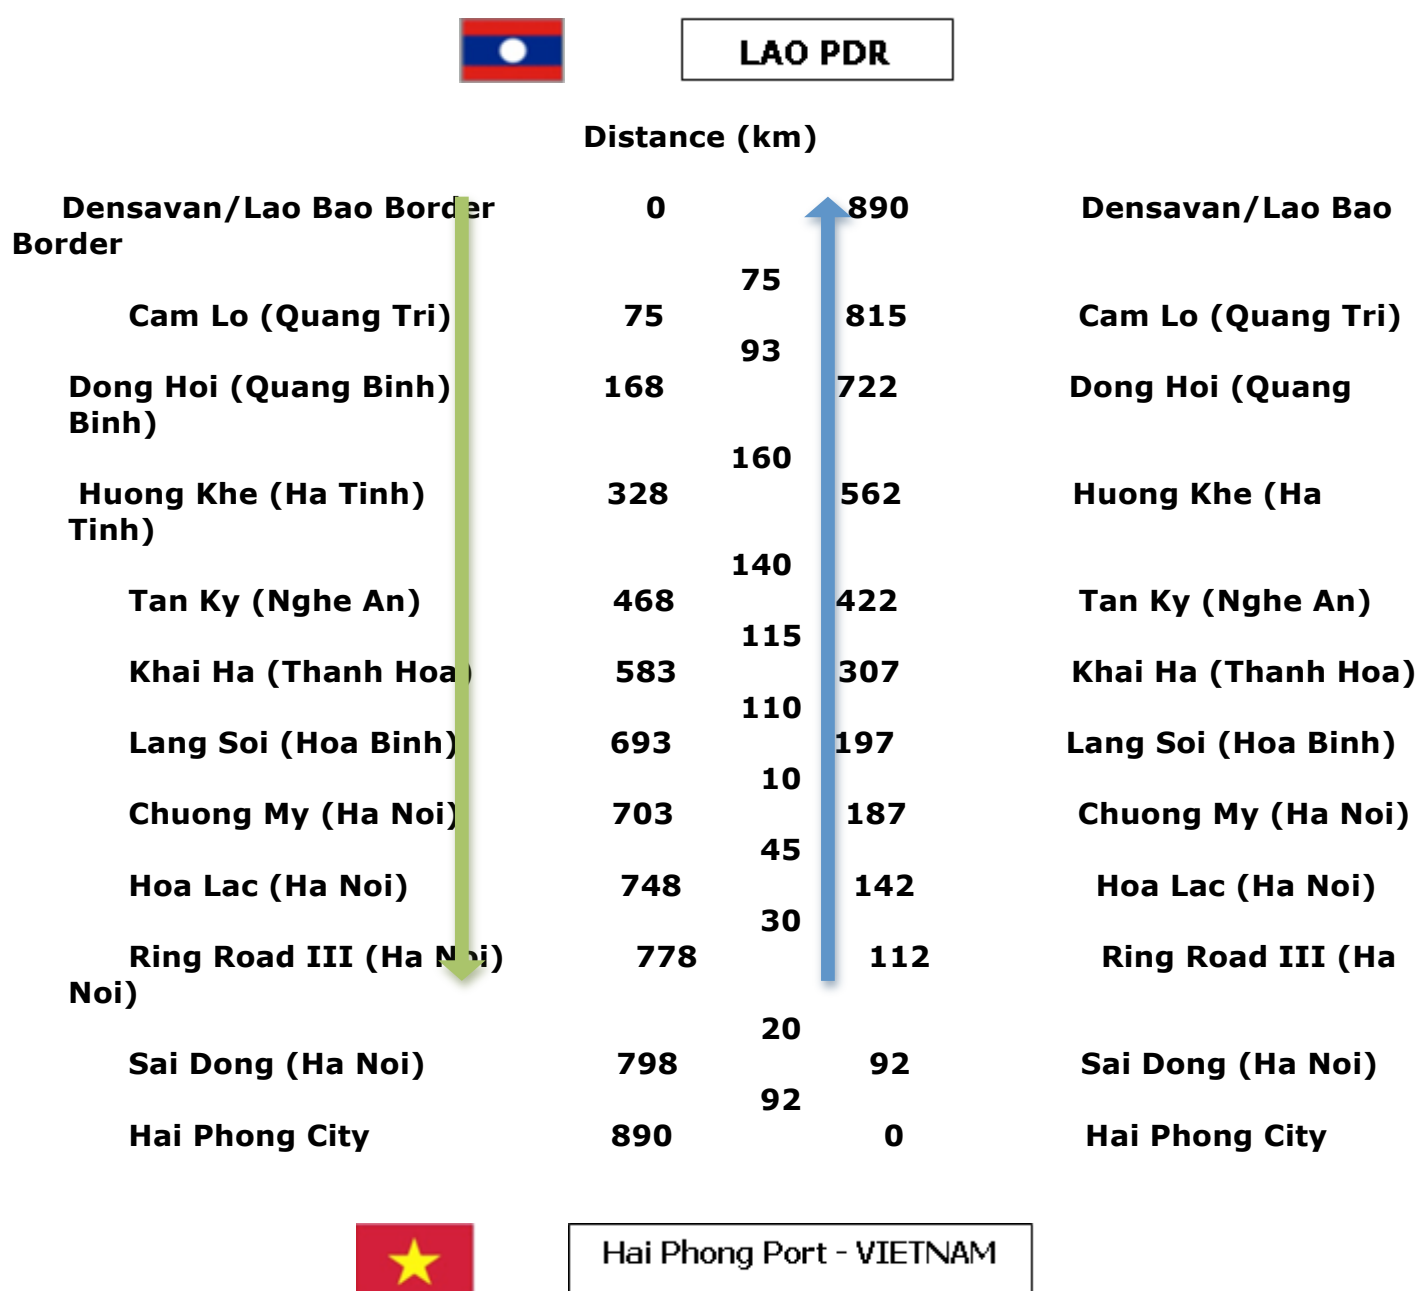 LAO PDR
Distance (km)
Densavan/Lao Bao Border 0 890 Densavan/Lao Bao
Border
75
Cam Lo (Quang Tri) 75 815 Cam Lo (Quang Tri)
93
Dong Hoi (Quang Binh) 168 722 Dong Hoi (Quang
Binh)
160
Huong Khe (Ha Tinh) 328 562 Huong Khe (Ha
Tinh)
140
Tan Ky (Nghe An) 468 422 Tan Ky (Nghe An)
115
Khai Ha (Thanh Hoa) 583 307 Khai Ha (Thanh Hoa)
110
Lang Soi (Hoa Binh) 693 197 Lang Soi (Hoa Binh)
10
Chuong My (Ha Noi) 703 187 Chuong My (Ha Noi)
45
Hoa Lac (Ha Noi) 748 142 Hoa Lac (Ha Noi)
30
Ring Road III (Ha Noi) 778 112 Ring Road III (Ha
Noi)
20
Sai Dong (Ha Noi) 798 92 Sai Dong (Ha Noi)
92
Hai Phong City 890 0 Hai Phong City
Hai Phong Port - VIETNAM